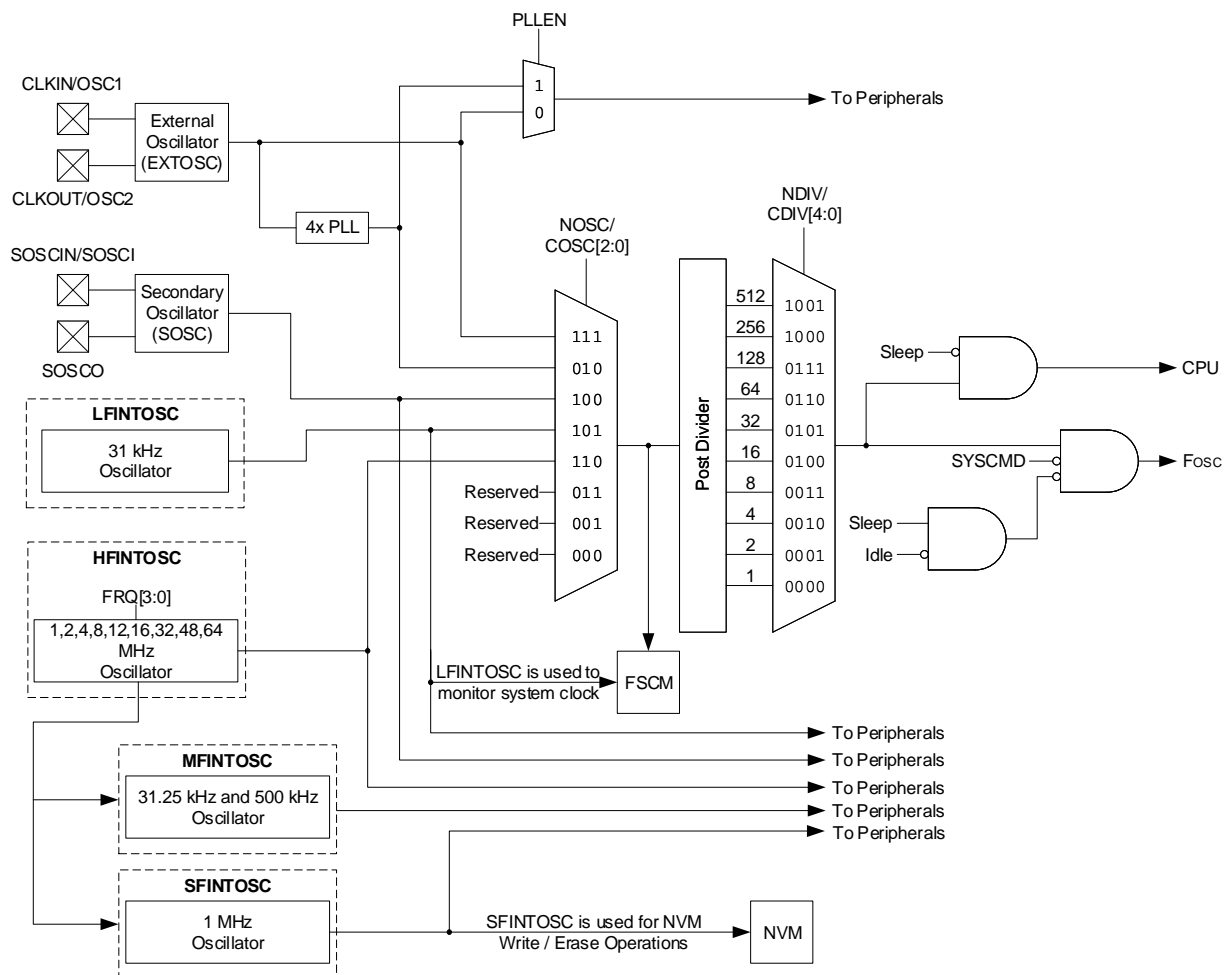 PLLEN
CLKIN/OSC1
1
External
Oscillator
(EXTOSC)
0
To Peripherals
CLKOUT/OSC2
4x PLL
NOSC/
COSC[2:0]
NDIV/
CDIV[4:0]
SOSCIN/SOSCI
Secondary
Oscillator
(SOSC)
SOSCO
111
010
100
101
110
Reserved 011
Reserved 001
Reserved 000
Post Divider
512 1001
256 1000
128 0111
64 0110
32 0101
16 0100
8 0011
4 0010
2 0001
1 0000
Sleep
CPU
SYSCMD
Fosc
Sleep
Idle
LFINTOSC
31 kHz
Oscillator
HFINTOSC
FRQ[3:0]
1,2,4,8,12,16,32,48,64
MHz
Oscillator
LFINTOSC is used to
monitor system clock
FSCM
To Peripherals
To Peripherals
To Peripherals
To Peripherals
To Peripherals
MFINTOSC
31.25 kHz and 500 kHz
Oscillator
SFINTOSC
1 MHz
Oscillator
SFINTOSC is used for NVM
Write / Erase Operations
NVM